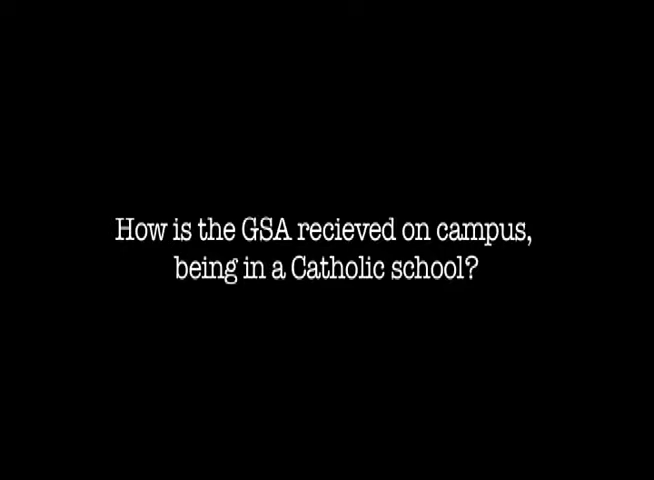 How is the GSA recieved on campus,
being in a Catholic school?